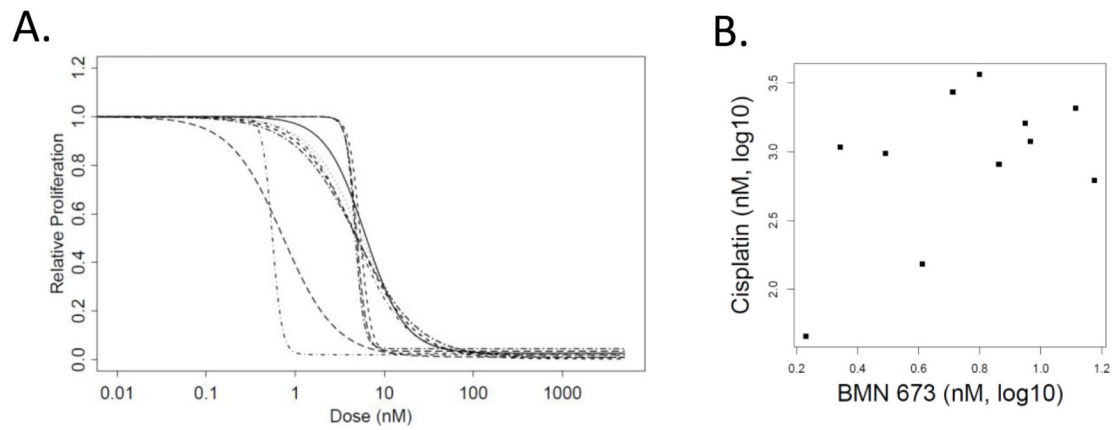 A.
Relative Proliferation
1.2
1.0
0.8
0.6
0.4
0.2
0.0
0.01 0.1 1 10 100 1000
Dose (nM)
B.
Cisplatin (nM, log10)
3.5
3.0
2.5
2.0
0.2 0.4 0.6 0.8 1.0 1.2
BMN 673 (nM, log10)